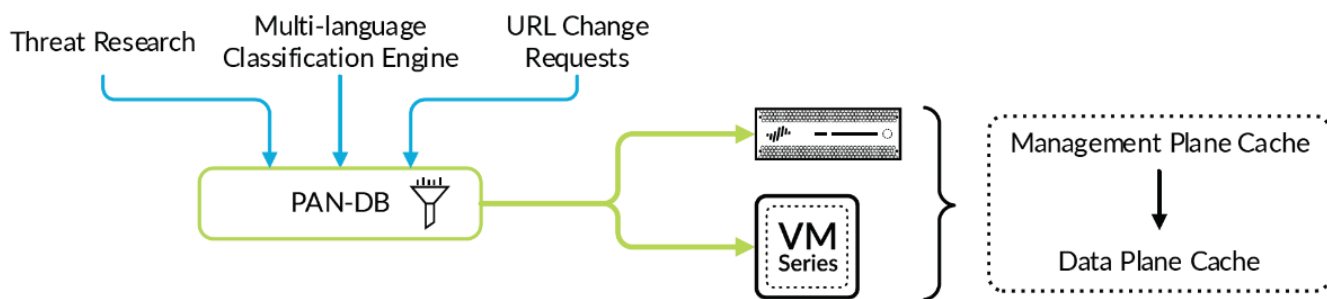 Threat Research
Multi-language
Classification Engine
URL Change
Requests
PAN-DB
VM
Series
Management Plane Cache
Data Plane Cache